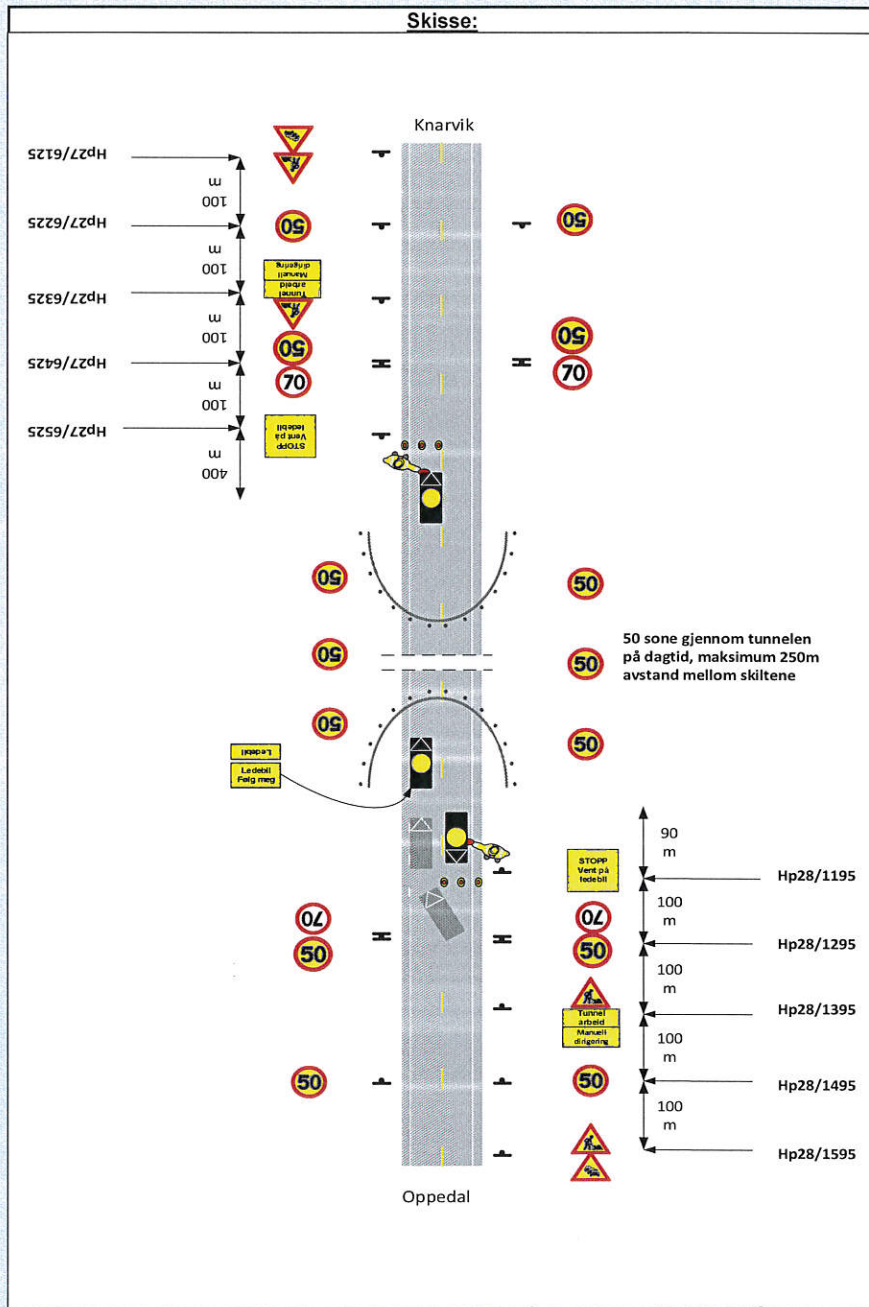 Skisse:
Knarvik
Hp27/6125
100
m
Hp27/6225
50
50
100
m
Manuell
dirigering
Tunnel
arbeid
Hp27/6325
100
m
50
50
Hp27/6425
70
70
100
m
STOPP
Vent på
ledebil
Hp27/6525
400
m
50
50
50
50
50 sone gjennom tunnelen
på dagtid, maksimum 250m
avstand mellom skiltene
50
50
Ledebil
Ledebil
Følg meg
90
m
STOPP
Vent på
ledebil
Hp28/1195
100
m
70
70
50
50
Hp28/1295
100
m
Tunnel
arbeid
Manuell
dirigering
Hp28/1395
100
m
50
50
Hp28/1495
100
m
Hp28/1595
Oppedal